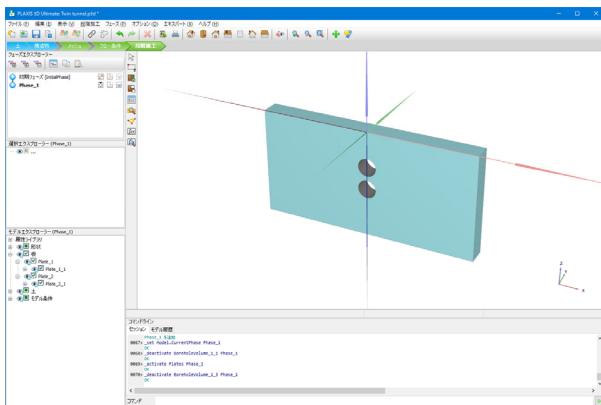 PLAXIS 3D Ultimate Twin tunnel.p3d *
ファイル (F) 編集 (E) 表示 (V) 段階施工 フェーズ (P) オプション (O) エキスパート (X) ヘルプ (H)
土 構造物 メッシュ フロー条件 段階施工
フェーズエクスプローラー
初期フェーズ [InitialPhase]
Phase_1
選択エクスプローラー (Phase_1)
...
モデルエクスプローラー (Phase_1)
属性ライブラリ
形状
板
Plate_1
Plate_1_1
Plate_2
Plate_2_1
土
モデル条件
z
y
x
コマンドライン
セッション モデル履歴
Phase_1 を追加
0067> _set Model.CurrentPhase Phase_1
OK
0068> _deactivate BoreholeVolume_1_1 Phase_1
OK
0069> _activate Plates Phase_1
OK
0070> _deactivate BoreholeVolume_1_3 Phase_1
OK
コマンド